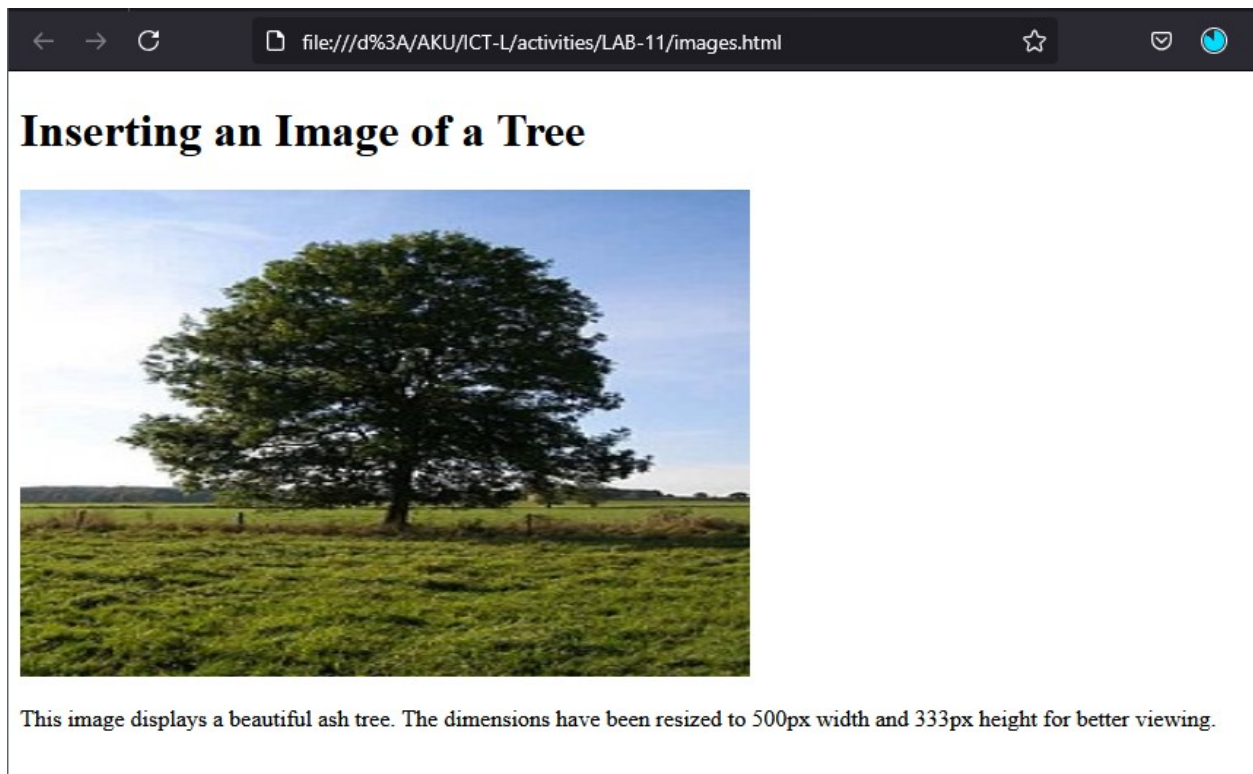 file:///d%3A/AKU/ICT-L/activities/LAB-11/images.html
Inserting an Image of a Tree
This image displays a beautiful ash tree. The dimensions have been resized to 500px width and 333px height for better viewing.